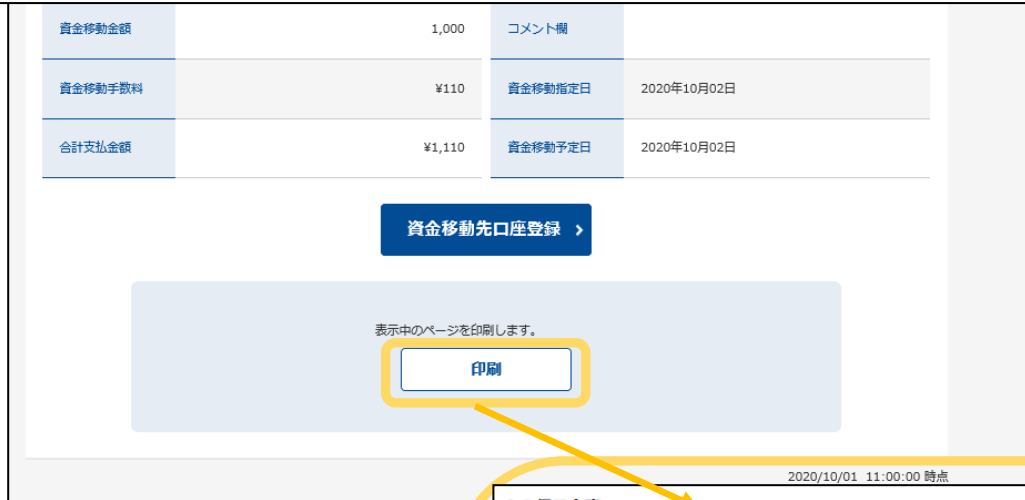 資金移動金額 1,000 コメント欄
資金移動手数料 ¥110 資金移動指定日 2020年10月02日
合計支払金額 ¥1,110 資金移動予定日 2020年10月02日
資金移動先口座登録 >
表示中のページを印刷します。
印刷
2020/10/01 11:00:00 時点